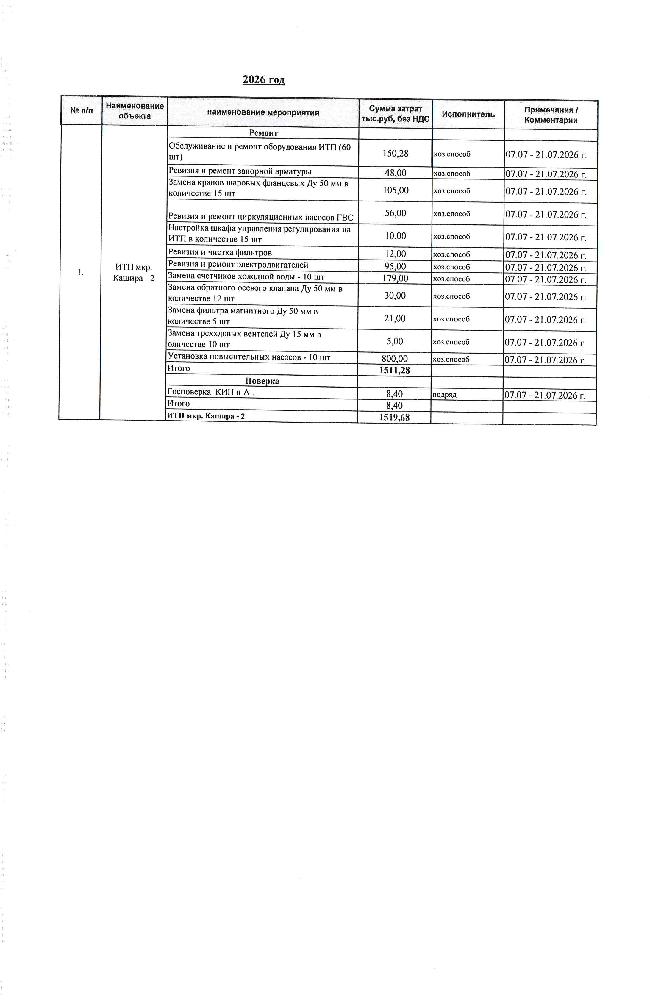 2026 год
№ п/п
Наименование
объекта
наименование мероприятия
Сумма затрат
тыс.руб, без НДС
Исполнитель
Примечания /
Комментарии
1.
ИТП мкр.
Кашира - 2
Ремонт
Обслуживание и ремонт оборудования ИТП (60
шт)
150,28
хоз.способ
07.07 - 21.07.2026 г.
Ревизия и ремонт запорной арматуры
48,00
хоз.способ
07.07 - 21.07.2026 г.
Замена кранов шаровых фланцевых Ду 50 мм в
количестве 15 шт
105,00
хоз.способ
07.07 - 21.07.2026 г.
Ревизия и ремонт циркуляционных насосов ГВС
56,00
хоз.способ
07.07 - 21.07.2026 г.
Настройка шкафа управления регулирования на
ИТП в количестве 15 шт
10,00
хоз.способ
07.07 - 21.07.2026 г.
Ревизия и чистка фильтров
12,00
хоз.способ
07.07 - 21.07.2026 г.
Ревизия и ремонт электродвигателей
95,00
хоз.способ
07.07 - 21.07.2026 г.
Замена счетчиков холодной воды - 10 шт
179,00
хоз.способ
07.07 - 21.07.2026 г.
Замена обратного осевого клапана Ду 50 мм в
количестве 12 шт
30,00
хоз.способ
07.07 - 21.07.2026 г.
Замена фильтра магнитного Ду 50 мм в
количестве 5 шт
21,00
хоз.способ
07.07 - 21.07.2026 г.
Замена треххдовых вентелей Ду 15 мм в
оличестве 10 шт
5,00
хоз.способ
07.07 - 21.07.2026 г.
Установка повысительных насосов - 10 шт
800,00
хоз.способ
07.07 - 21.07.2026 г.
Итого
1511,28
Поверка
Госповерка КИП и А .
8,40
подряд
07.07 - 21.07.2026 г.
Итого
8,40
ИТП мкр. Кашира - 2
1519,68